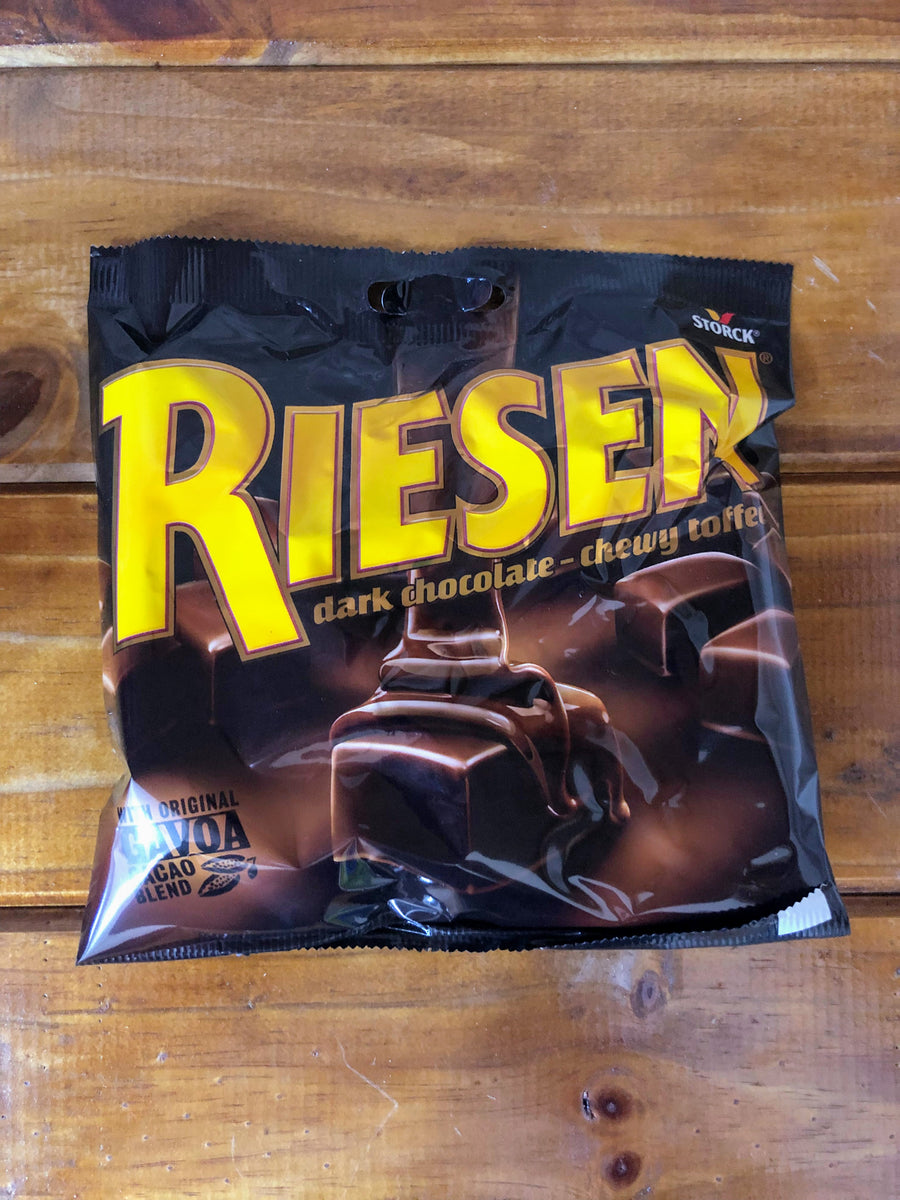 STORCK®
RIESEN®
dark chocolate – chewy toffee
WITH ORIGINAL
CAVOA
CACAO
BLEND